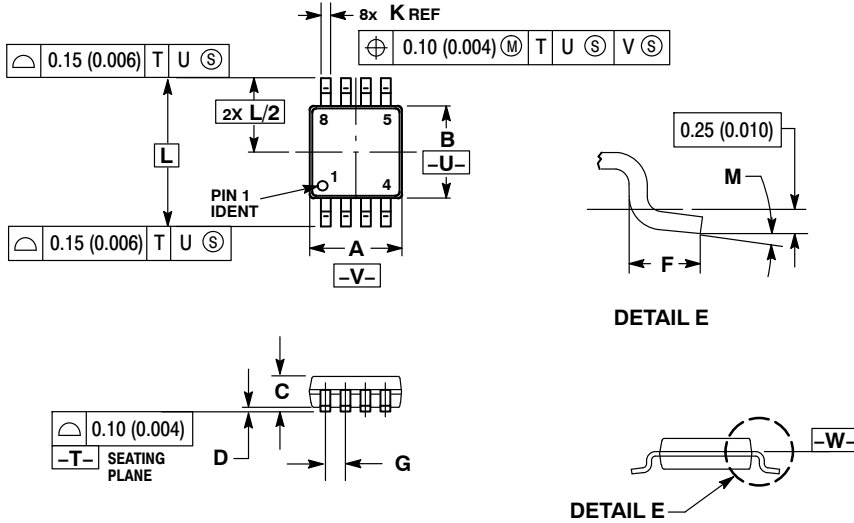 8x K REF
⌓ 0.15 (0.006) T U Ⓢ
⌖ 0.10 (0.004) Ⓜ T U Ⓢ V Ⓢ
2X L/2
8 5
B
–U–
L
1 4
PIN 1
IDENT
⌓ 0.15 (0.006) T U Ⓢ
A
–V–
0.25 (0.010)
M
F
DETAIL E
C
⌓ 0.10 (0.004)
–T– SEATING
PLANE
D
G
–W–
DETAIL E